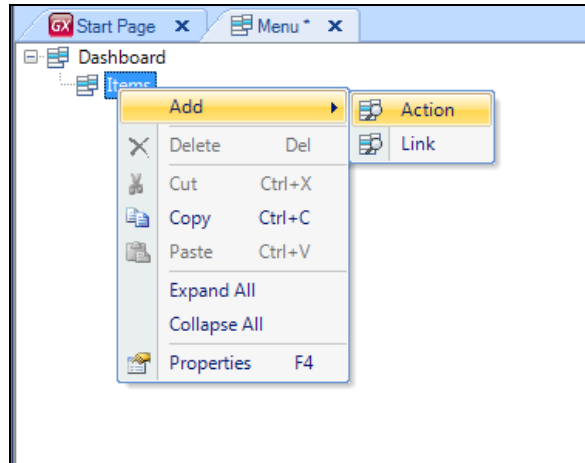 GX Start Page X Menu * X
Dashboard
Items
Add Action
Delete Del Link
Cut Ctrl+X
Copy Ctrl+C
Paste Ctrl+V
Expand All
Collapse All
Properties F4